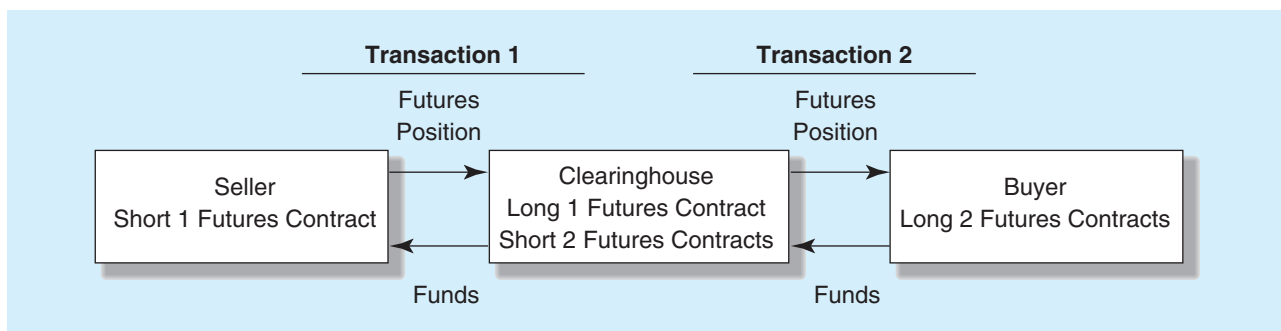 Transaction 1
Transaction 2
Futures
Position
Futures
Position
Seller
Short 1 Futures Contract
Clearinghouse
Long 1 Futures Contract
Short 2 Futures Contracts
Buyer
Long 2 Futures Contracts
Funds
Funds